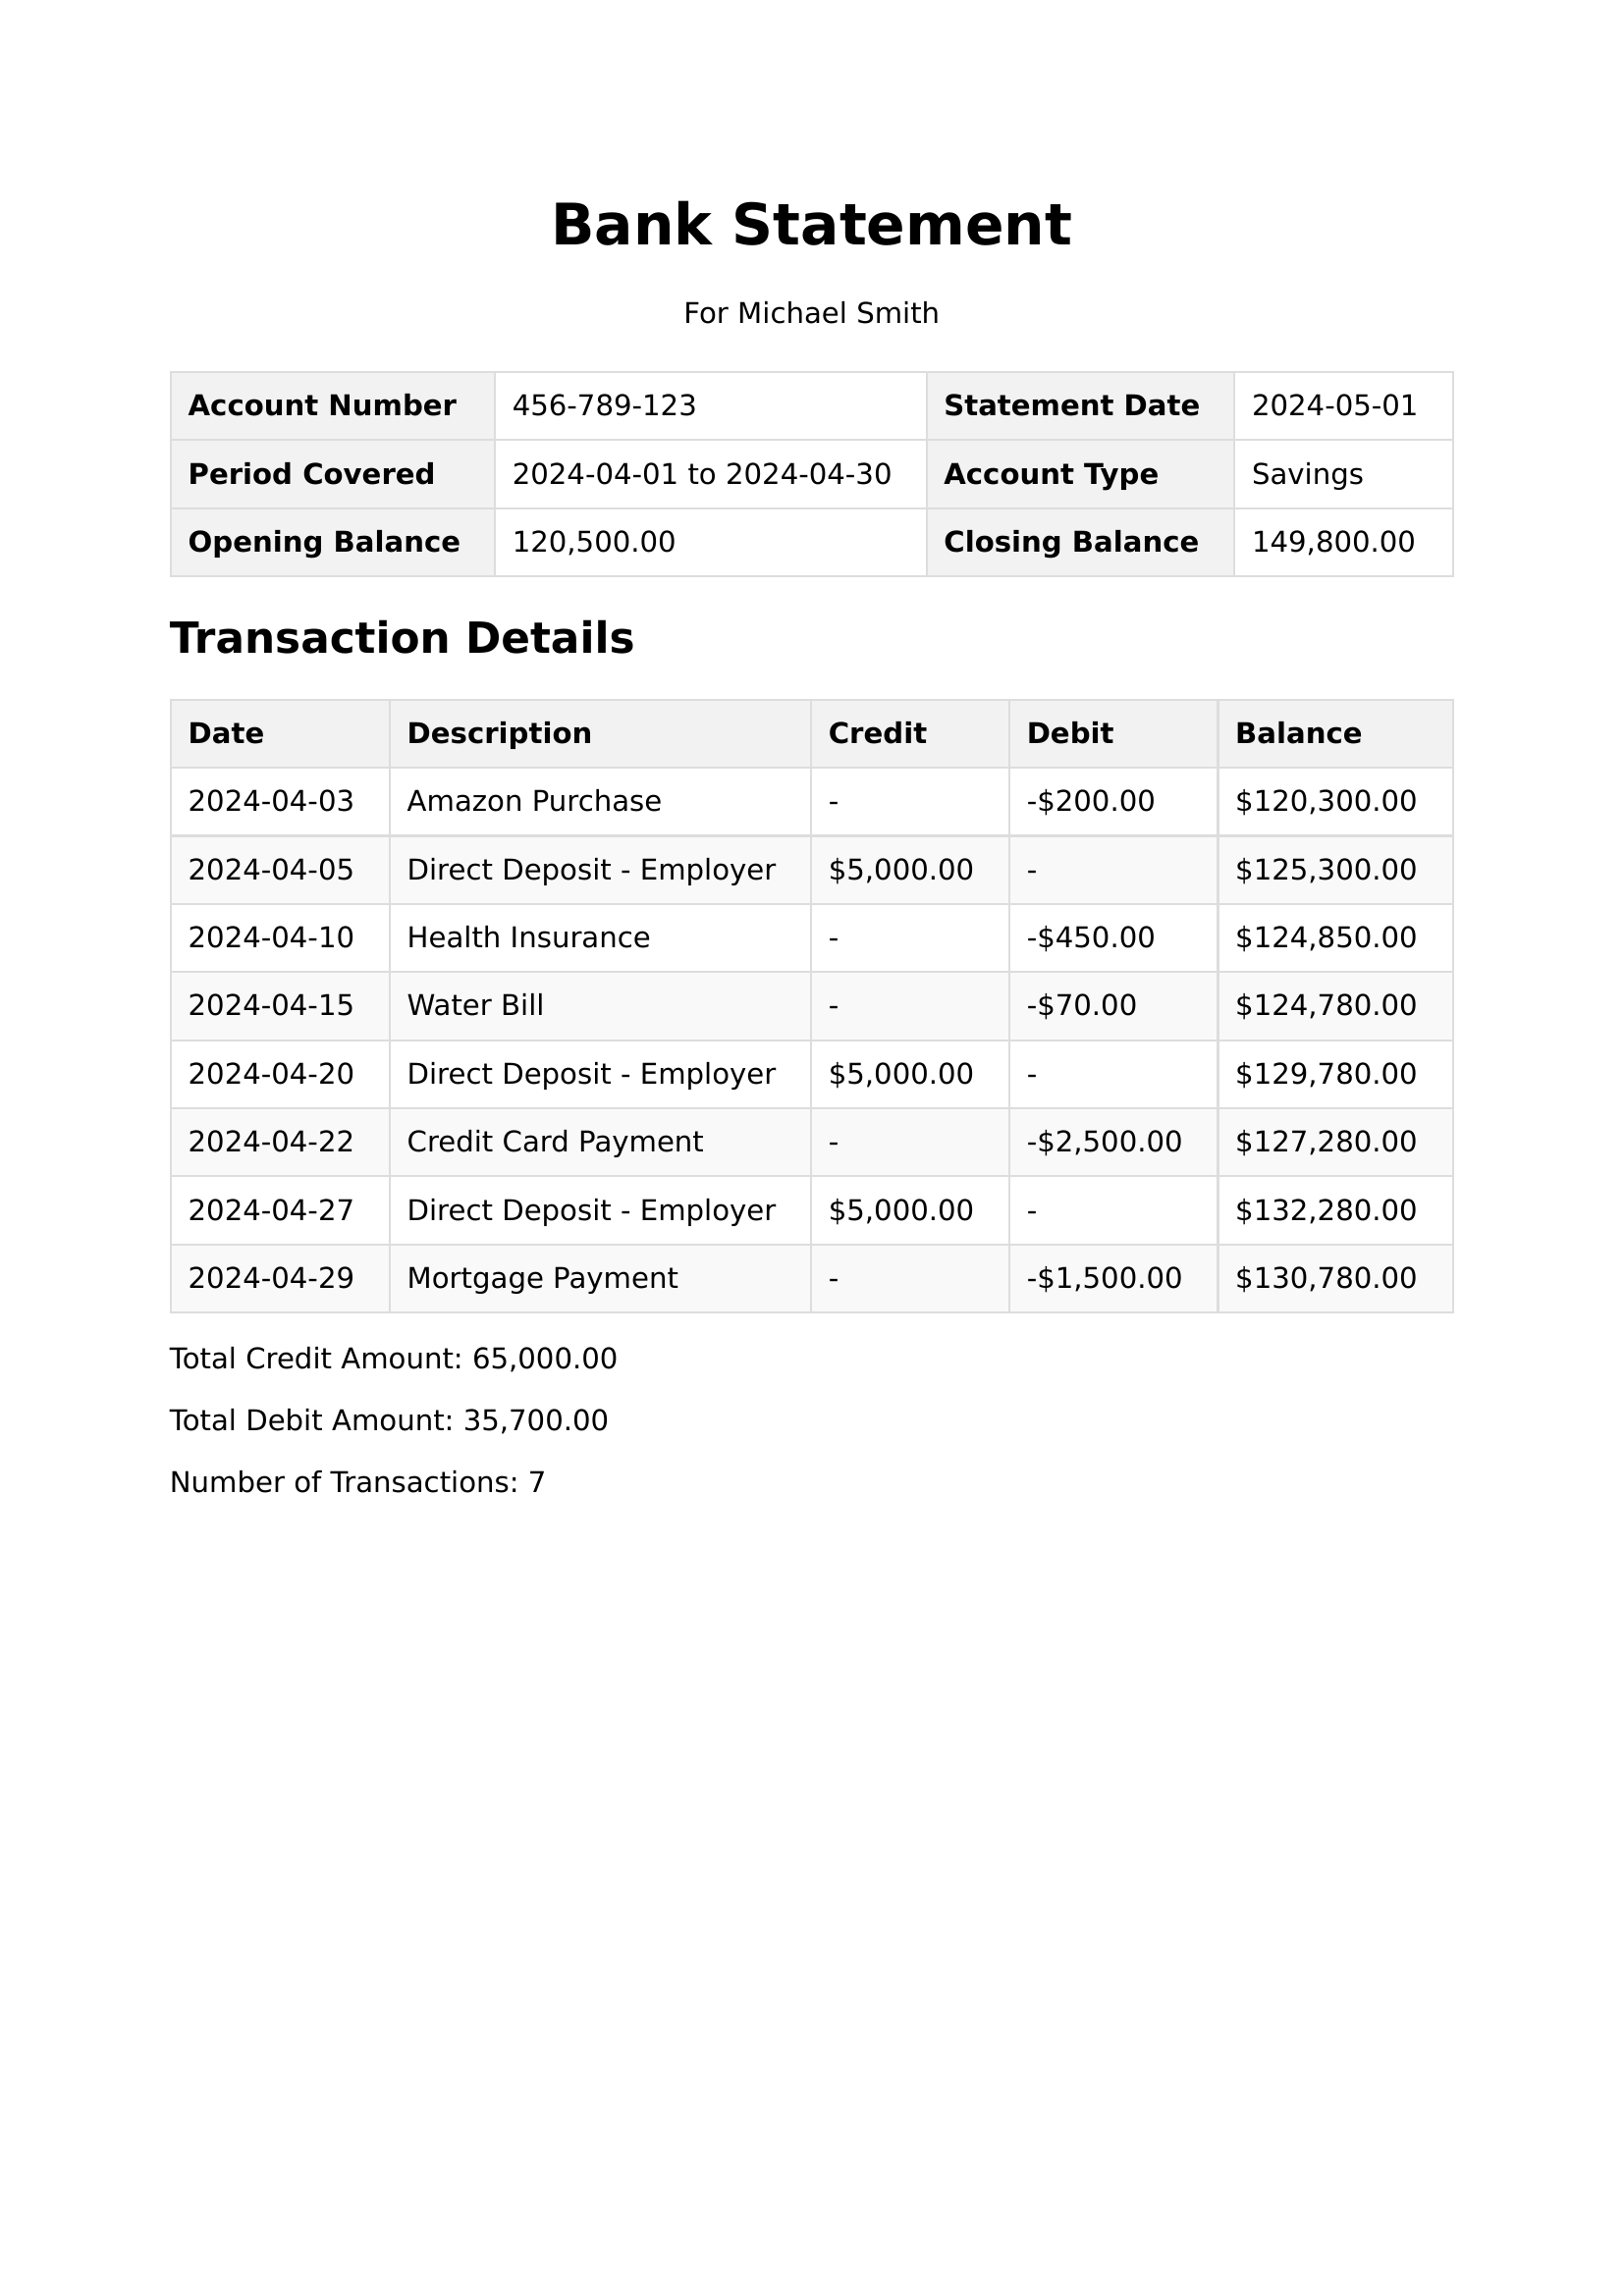 Bank Statement
For Michael Smith
Account Number 456-789-123 Statement Date 2024-05-01
Period Covered 2024-04-01 to 2024-04-30 Account Type Savings
Opening Balance 120,500.00 Closing Balance 149,800.00
Transaction Details
Date Description Credit Debit Balance
2024-04-03 Amazon Purchase - -$200.00 $120,300.00
2024-04-05 Direct Deposit - Employer $5,000.00 - $125,300.00
2024-04-10 Health Insurance - -$450.00 $124,850.00
2024-04-15 Water Bill - -$70.00 $124,780.00
2024-04-20 Direct Deposit - Employer $5,000.00 - $129,780.00
2024-04-22 Credit Card Payment - -$2,500.00 $127,280.00
2024-04-27 Direct Deposit - Employer $5,000.00 - $132,280.00
2024-04-29 Mortgage Payment - -$1,500.00 $130,780.00
Total Credit Amount: 65,000.00
Total Debit Amount: 35,700.00
Number of Transactions: 7